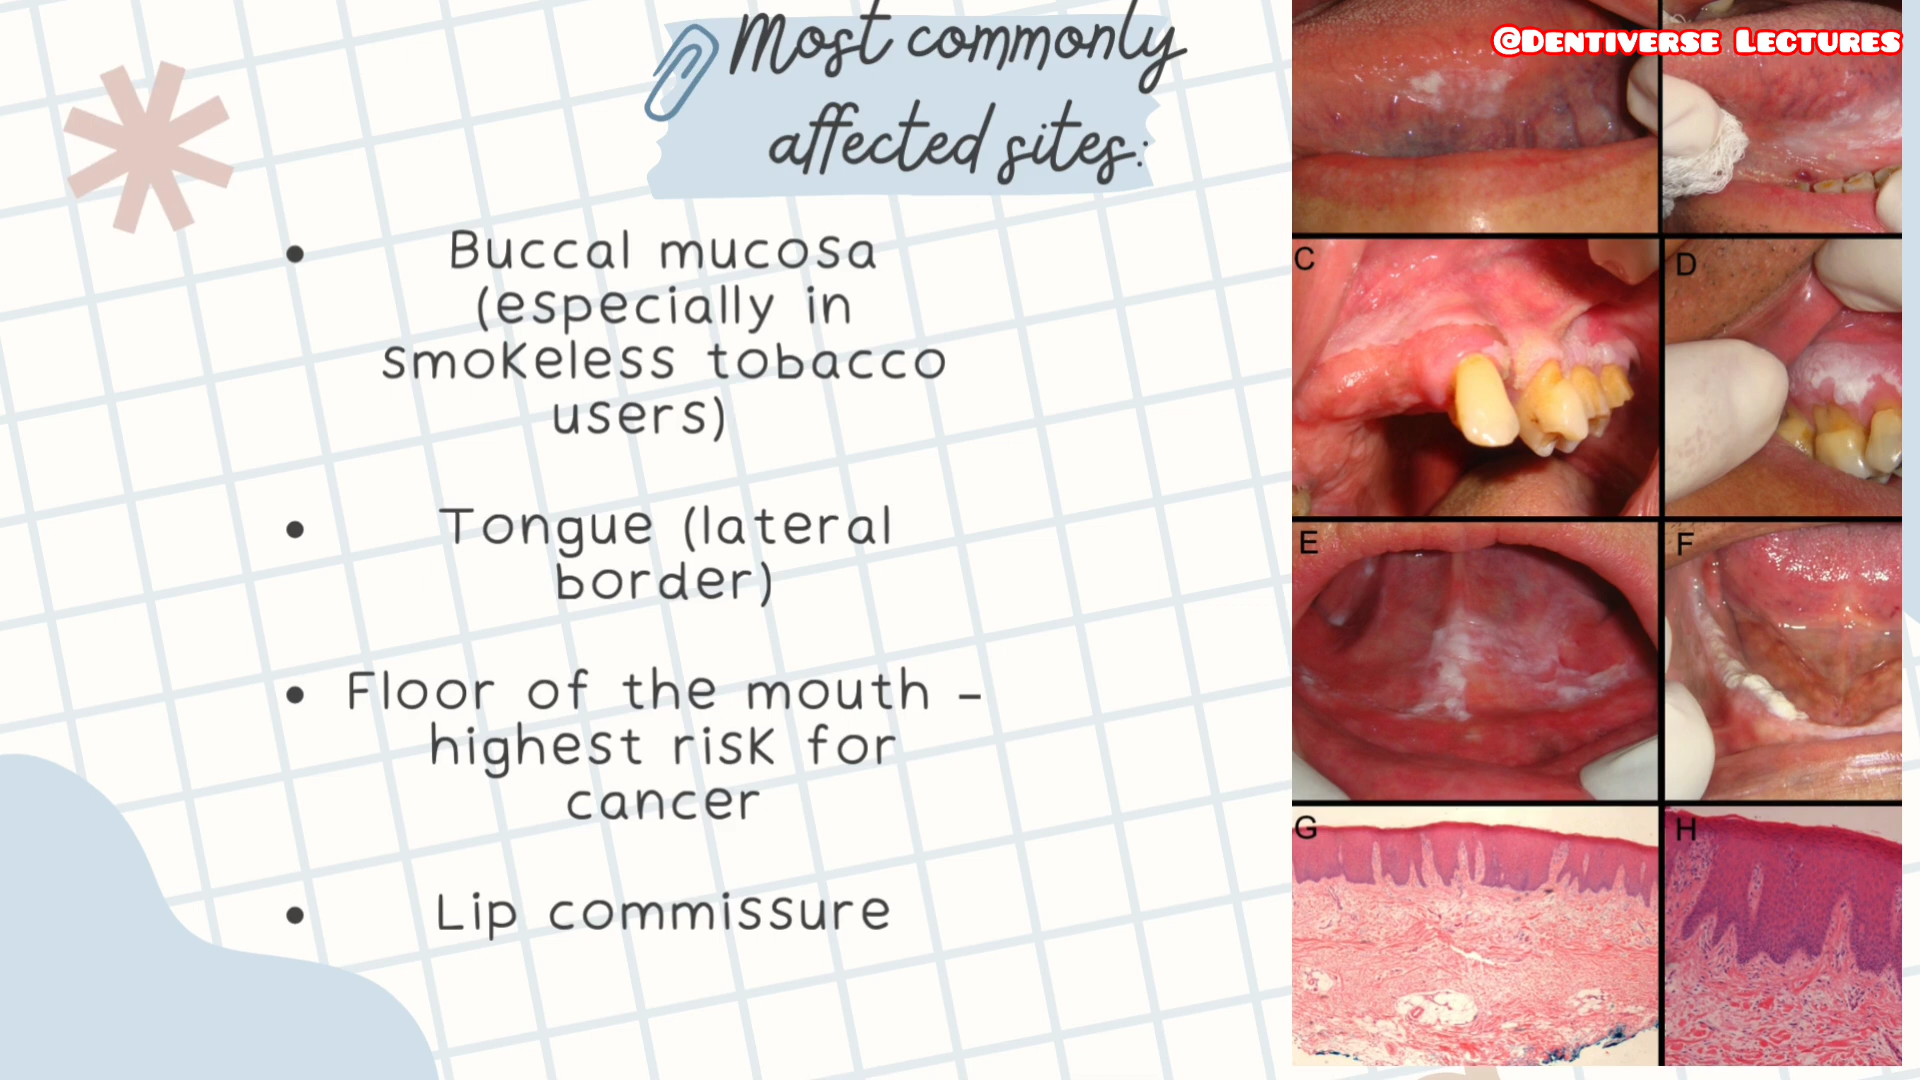 Most commonly
affected sites:
@Dentiverse Lectures
• Buccal mucosa
(especially in
smokeless tobacco
users)
• Tongue (lateral
border)
• Floor of the mouth –
highest risk for
cancer
• Lip commissure
C
D
E
F
G
H